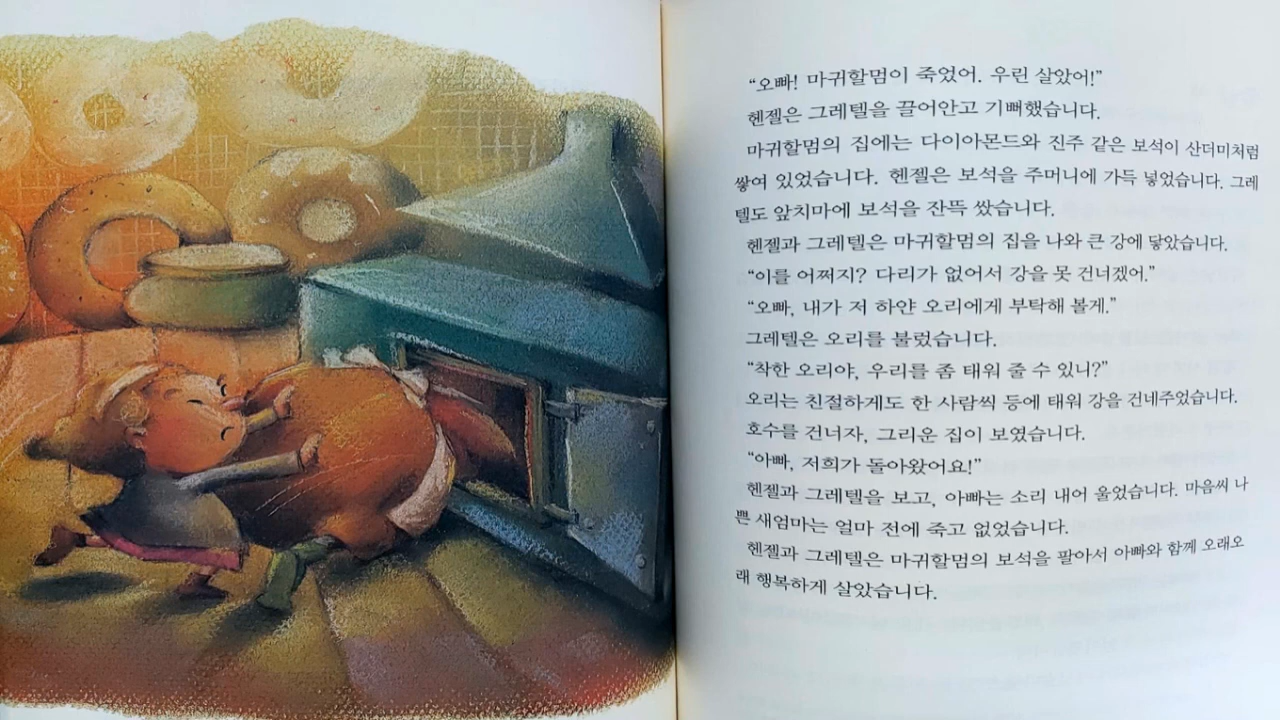 “오빠! 마귀할멈이 죽었어. 우린 살았어!”
헨젤은 그레텔을 끌어안고 기뻐했습니다.
마귀할멈의 집에는 다이아몬드와 진주 같은 보석이 산더미처럼
쌓여 있었습니다. 헨젤은 보석을 주머니에 가득 넣었습니다. 그레
텔도 앞치마에 보석을 잔뜩 쌌습니다.
헨젤과 그레텔은 마귀할멈의 집을 나와 큰 강에 닿았습니다.
“이를 어쩌지? 다리가 없어서 강을 못 건너겠어.”
“오빠, 내가 저 하얀 오리에게 부탁해 볼게.”
그레텔은 오리를 불렀습니다.
“착한 오리야, 우리를 좀 태워 줄 수 있니?”
오리는 친절하게도 한 사람씩 등에 태워 강을 건네주었습니다.
호수를 건너자, 그리운 집이 보였습니다.
“아빠, 저희가 돌아왔어요!”
헨젤과 그레텔을 보고, 아빠는 소리 내어 울었습니다. 마음씨 나
쁜 새엄마는 얼마 전에 죽고 없었습니다.
헨젤과 그레텔은 마귀할멈의 보석을 팔아서 아빠와 함께 오래오
래 행복하게 살았습니다.